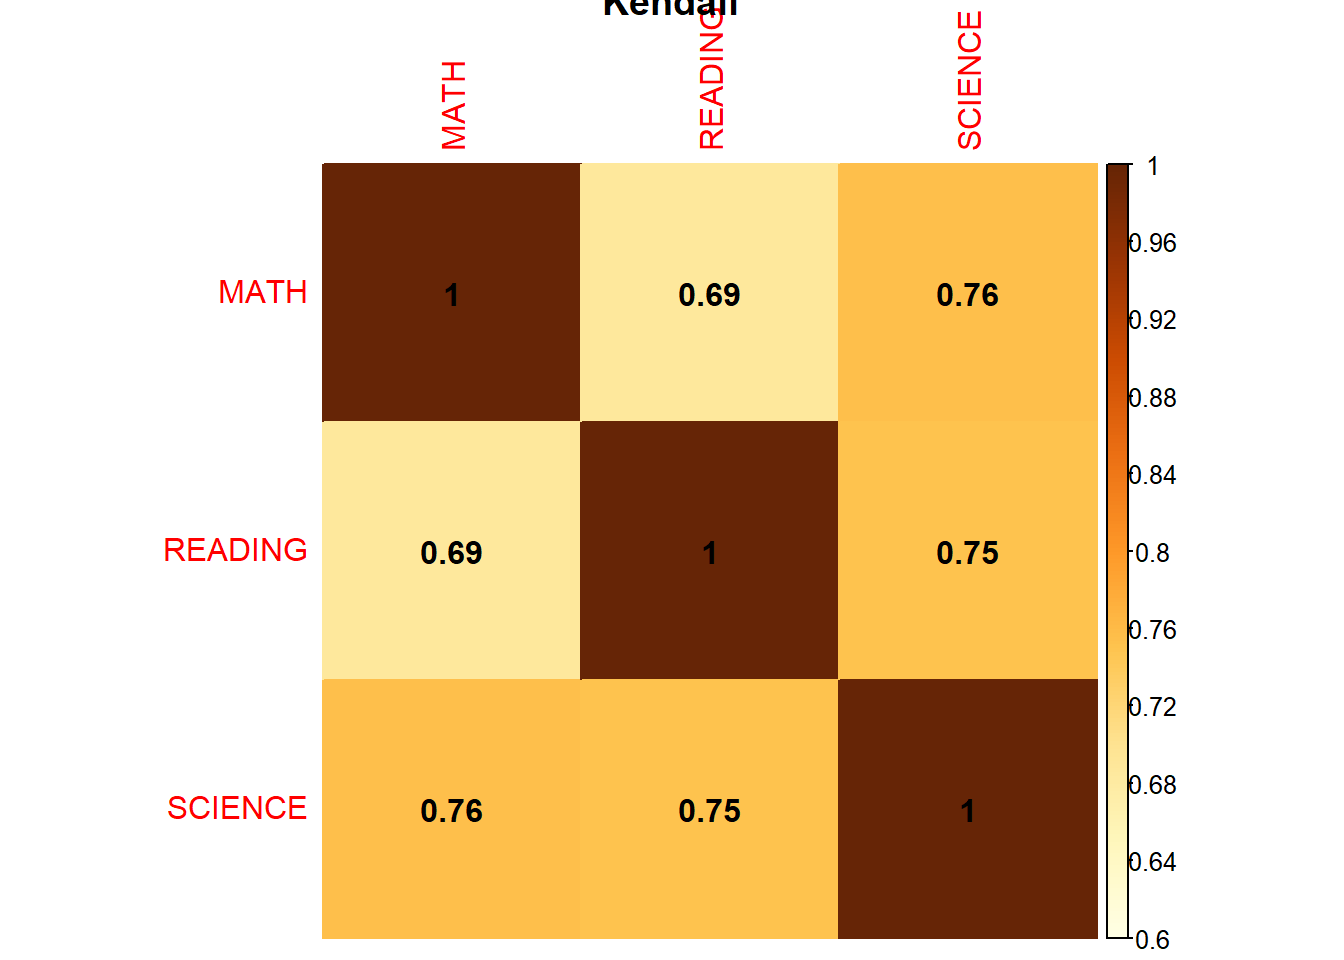 Kendall
MATH READING SCIENCE
MATH 1 0.69 0.76
READING 0.69 1 0.75
SCIENCE 0.76 0.75 1
1
0.96
0.92
0.88
0.84
0.8
0.76
0.72
0.68
0.64
0.6